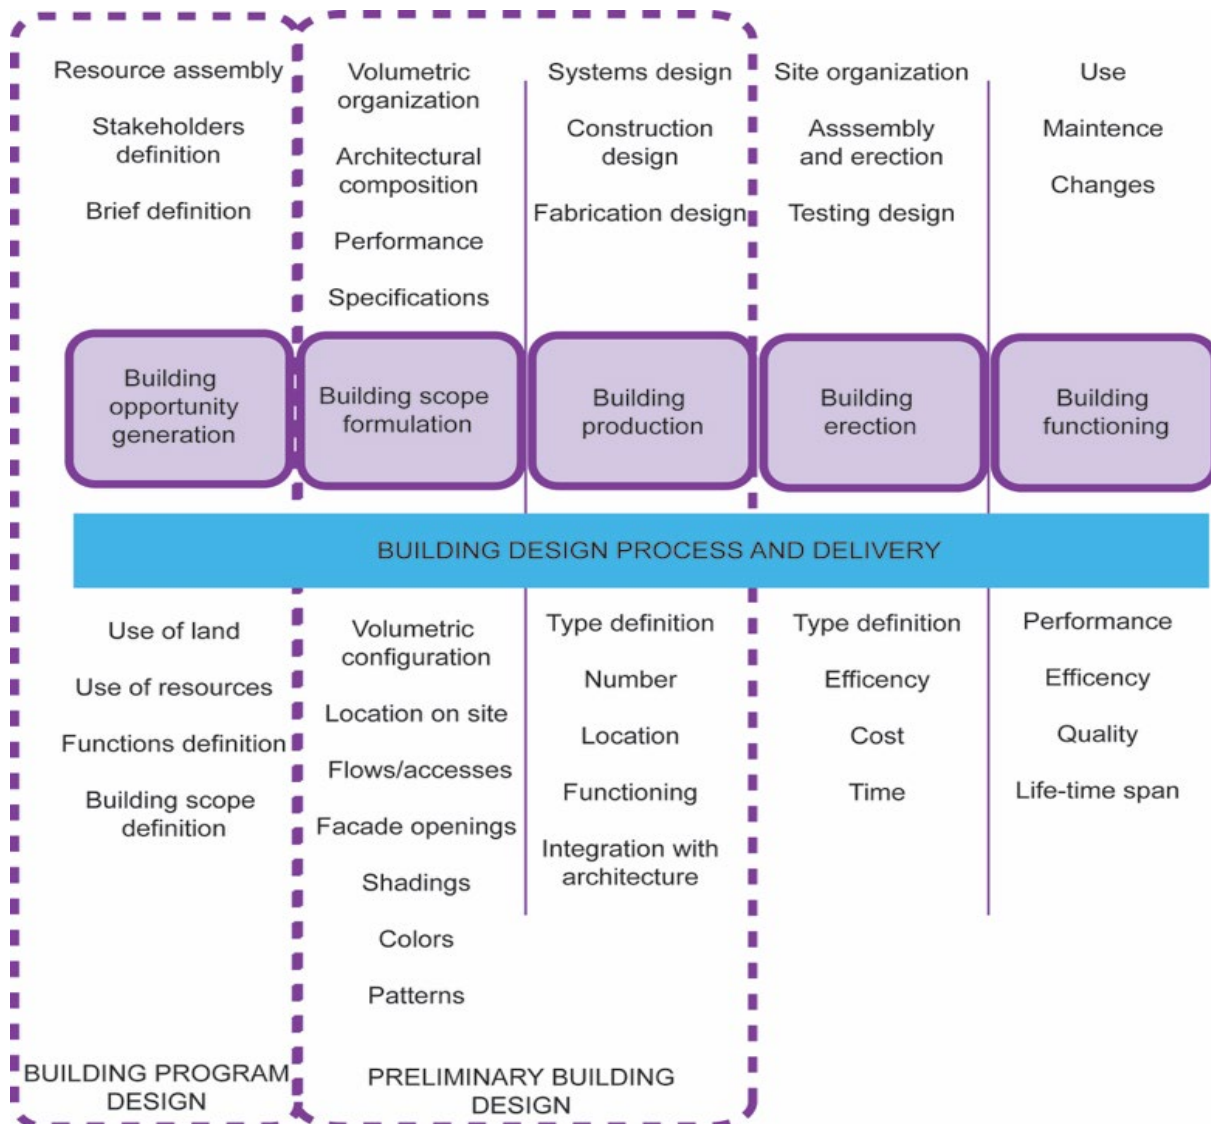 Resource assembly
Stakeholders
definition
Brief definition
Volumetric
organization
Architectural
composition
Performance
Specifications
Systems design
Construction
design
Fabrication design
Site organization
Asssembly
and erection
Testing design
Use
Maintence
Changes
Building
opportunity
generation
Building scope
formulation
Building
production
Building
erection
Building
functioning
BUILDING DESIGN PROCESS AND DELIVERY
Use of land
Use of resources
Functions definition
Building scope
definition
Volumetric
configuration
Location on site
Flows/accesses
Facade openings
Shadings
Colors
Patterns
Type definition
Number
Location
Functioning
Integration with
architecture
Type definition
Efficency
Cost
Time
Performance
Efficency
Quality
Life-time span
BUILDING PROGRAM
DESIGN
PRELIMINARY BUILDING
DESIGN